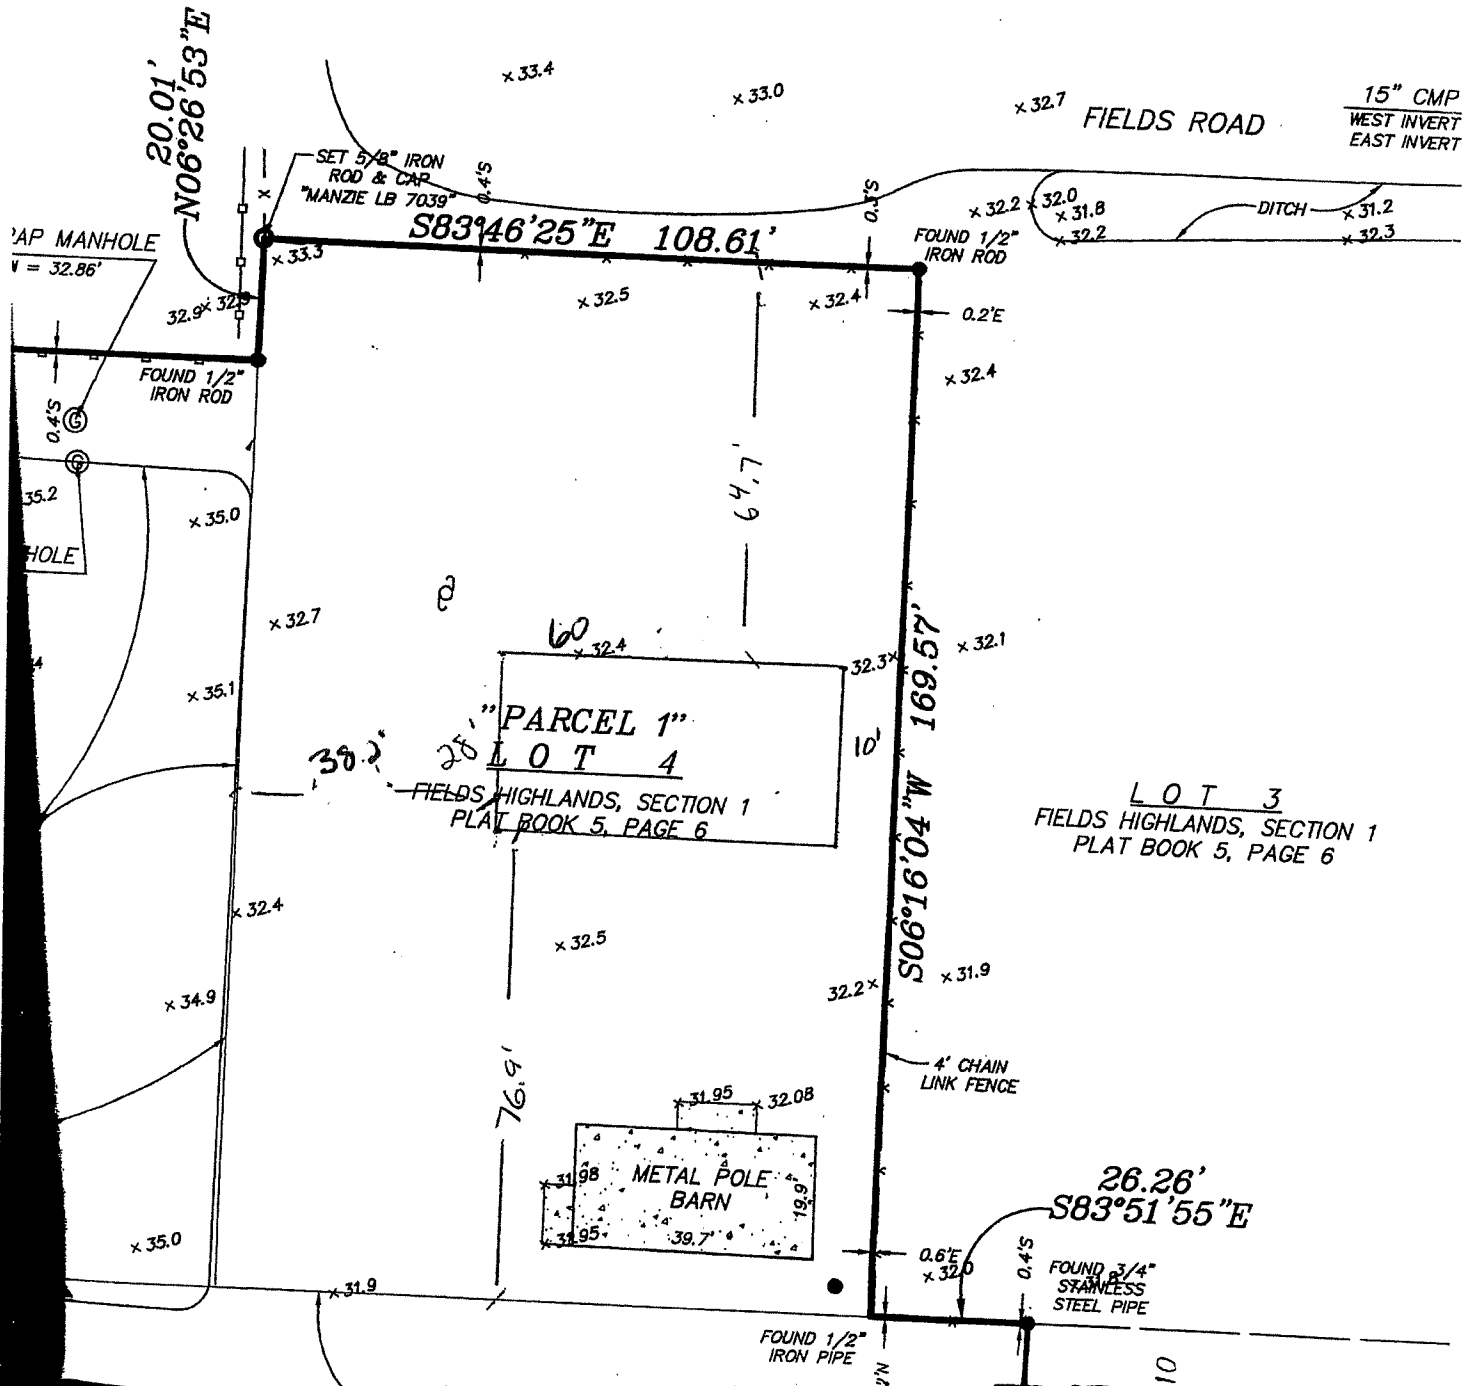 20.01'
N06°26'53"E
× 33.4
× 33.0
× 32.7
FIELDS ROAD
15" CMP
WEST INVERT
EAST INVERT
SET 5/8" IRON
ROD & CAP
"MANZIE LB 7039"
0.4'S
0.3'S
S83°46'25"E 108.61'
FOUND 1/2"
IRON ROD
× 32.2
× 32.0
× 31.8
× 32.2
DITCH
× 31.2
× 32.3
AP MANHOLE
= 32.86'
× 33.3
32.9
× 32.5
× 32.4
0.2'E
FOUND 1/2"
IRON ROD
0.4'S
G
G
× 32.4
35.2
HOLE
× 35.0
64.7'
× 32.7
60
× 32.4
32.3 ×
× 32.1
× 35.1
"PARCEL 1"
LOT 4
FIELDS HIGHLANDS, SECTION 1
PLAT BOOK 5, PAGE 6
28'
10'
S06°16'04"W 169.57'
LOT 3
FIELDS HIGHLANDS, SECTION 1
PLAT BOOK 5, PAGE 6
× 32.4
× 32.5
32.2 ×
× 31.9
× 34.9
76.9'
4' CHAIN
LINK FENCE
× 31.95
× 32.08
× 31.98
METAL POLE
BARN
19.9'
39.7'
× 31.95
26.26'
S83°51'55"E
× 35.0
0.6'E
× 32.0
0.4'S
FOUND 3/4"
STAINLESS
STEEL PIPE
× 31.9
FOUND 1/2"
IRON PIPE
2'N
10